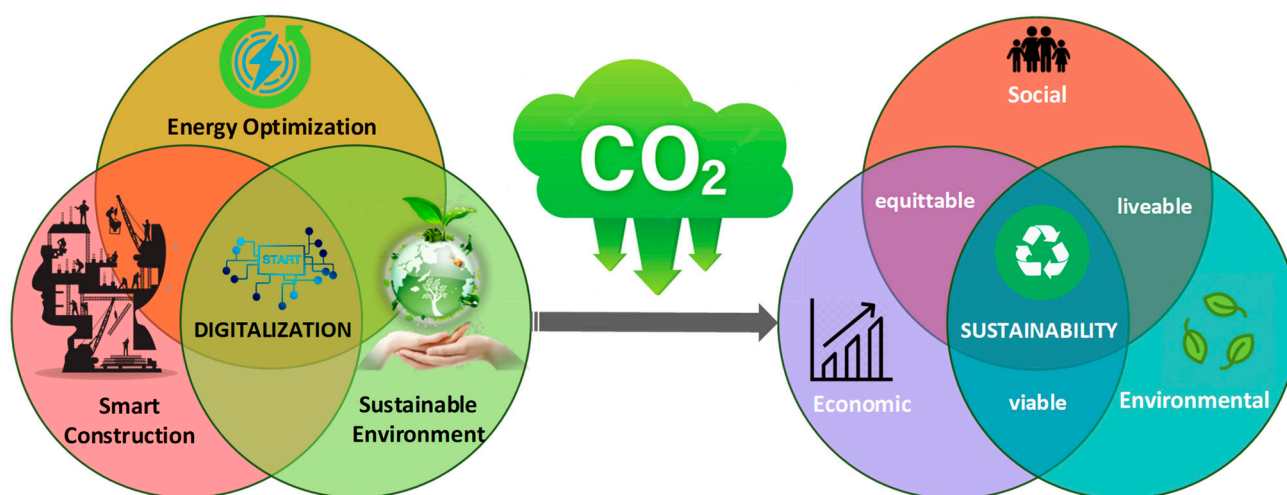 Energy Optimization
START
DIGITALIZATION
Smart
Construction
Sustainable
Environment
CO₂
Social
equittable
liveable
SUSTAINABILITY
Economic
viable
Environmental